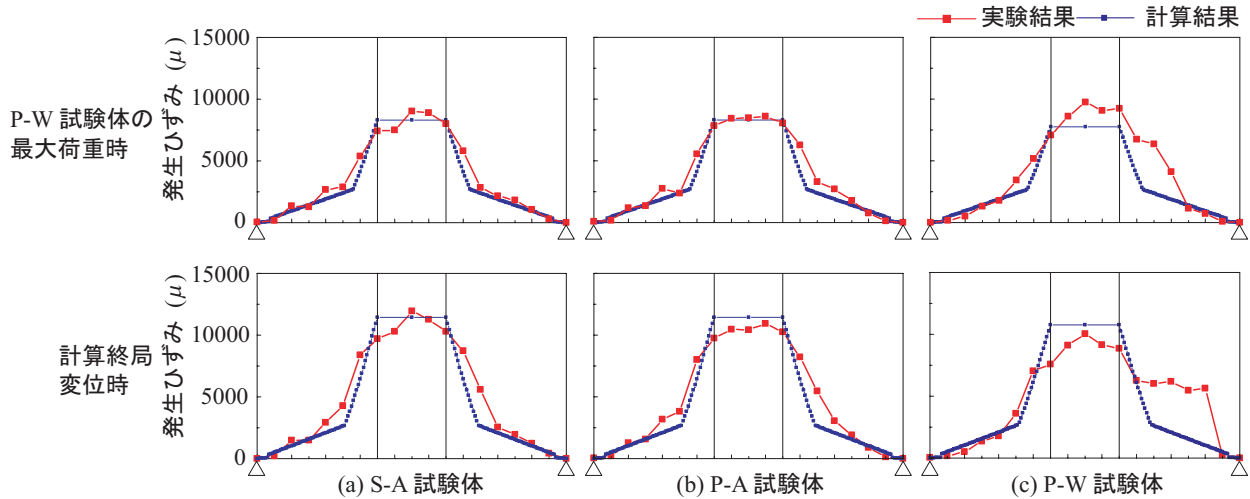 実験結果 計算結果
P-W 試験体の
最大荷重時
発生ひずみ (μ)
15000
10000
5000
0
計算終局
変位時
発生ひずみ (μ)
15000
10000
5000
0
(a) S-A 試験体
(b) P-A 試験体
(c) P-W 試験体